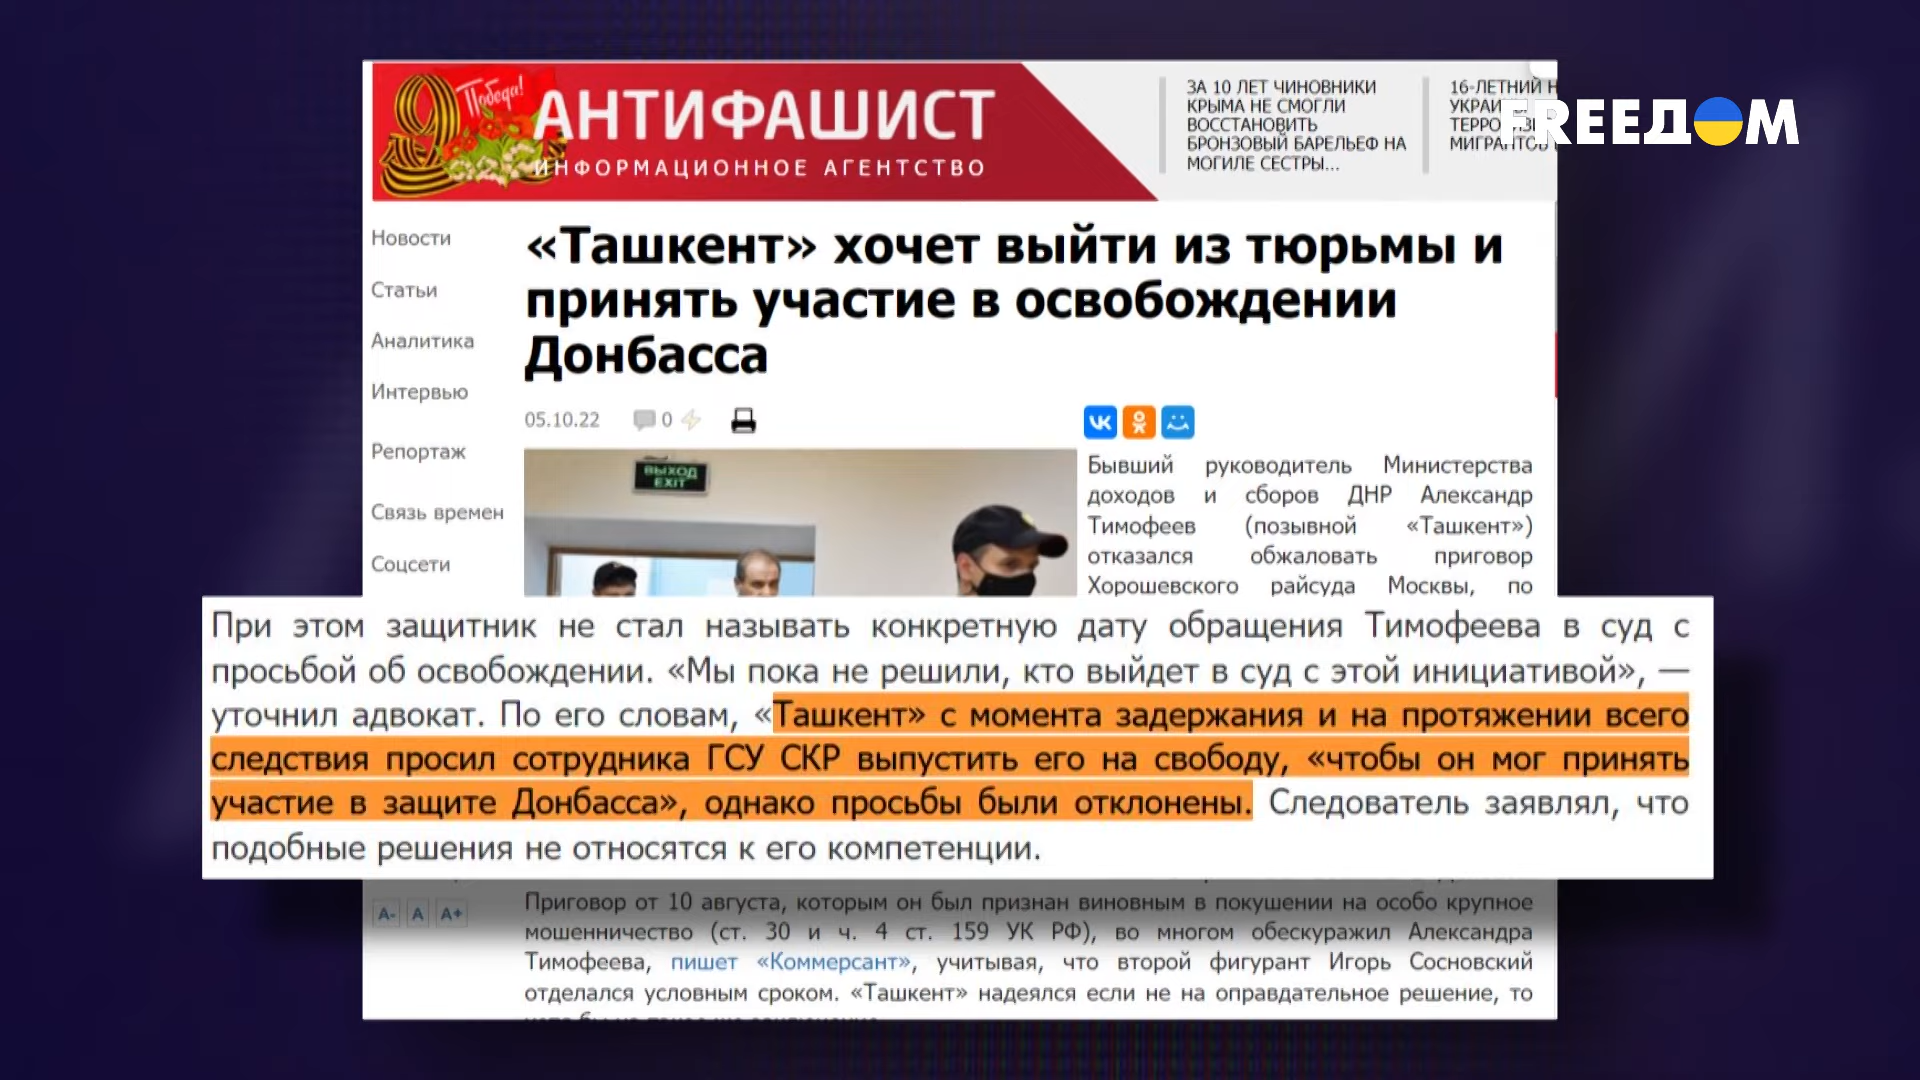 Победа!
АНТИФАШИСТ
ИНФОРМАЦИОННОЕ АГЕНТСТВО
ЗА 10 ЛЕТ ЧИНОВНИКИ
КРЫМА НЕ СМОГЛИ
ВОССТАНОВИТЬ
БРОНЗОВЫЙ БАРЕЛЬЕФ НА
МОГИЛЕ СЕСТРЫ...
16-ЛЕТНИЙ
FREEДОМ
«Ташкент» хочет выйти из тюрьмы и
принять участие в освобождении
Донбасса
05.10.22
0
Новости
Статьи
Аналитика
Интервью
Репортаж
Связь времен
Соцсети
ВЫХОД
EXIT
Бывший руководитель Министерства
доходов и сборов ДНР Александр
Тимофеев (позывной «Ташкент»)
отказался обжаловать приговор
Хорошевского райсуда Москвы, по
При этом защитник не стал называть конкретную дату обращения Тимофеева в суд с
просьбой об освобождении. «Мы пока не решили, кто выйдет в суд с этой инициативой», —
уточнил адвокат. По его словам, «Ташкент» с момента задержания и на протяжении всего
следствия просил сотрудника ГСУ СКР выпустить его на свободу, «чтобы он мог принять
участие в защите Донбасса», однако просьбы были отклонены. Следователь заявлял, что
подобные решения не относятся к его компетенции.
A- A A+
Приговор от 10 августа, которым он был признан виновным в покушении на особо крупное
мошенничество (ст. 30 и ч. 4 ст. 159 УК РФ), во многом обескуражил Александра
Тимофеева, пишет «Коммерсант», учитывая, что второй фигурант Игорь Сосновский
отделался условным сроком. «Ташкент» надеялся если не на оправдательное решение, то